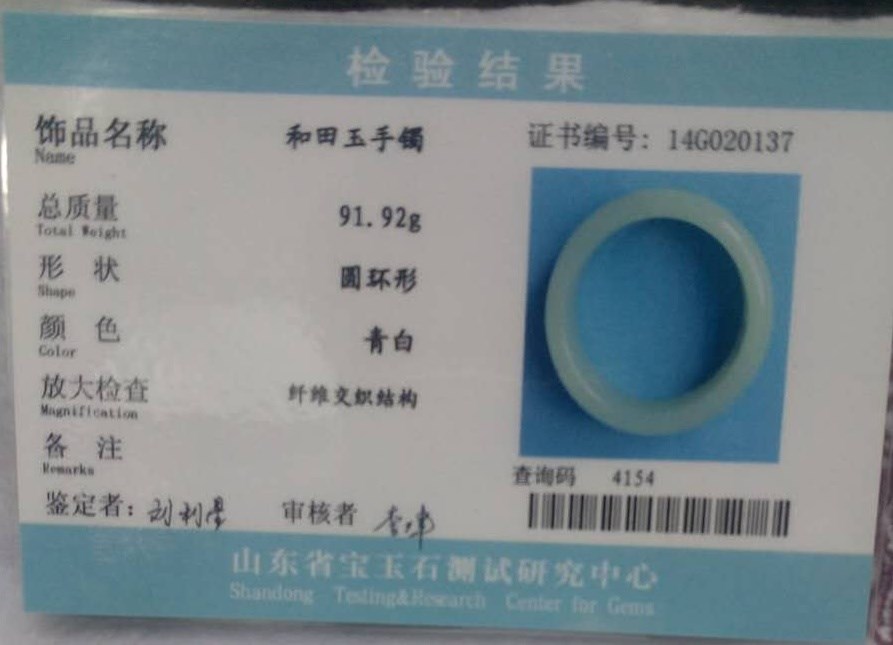 检验结果
饰品名称 和田玉手镯 证书编号: 14G020137
Name
总质量 91.92g
Total Weight
形 状 圆环形
Shape
颜 色 青白
Color
放大检查 纤维交织结构
Magnification
备 注
Remarks
查询码 4154
鉴定者: 审核者
山东省宝玉石测试研究中心
Shandong Testing&Research Center for Gems